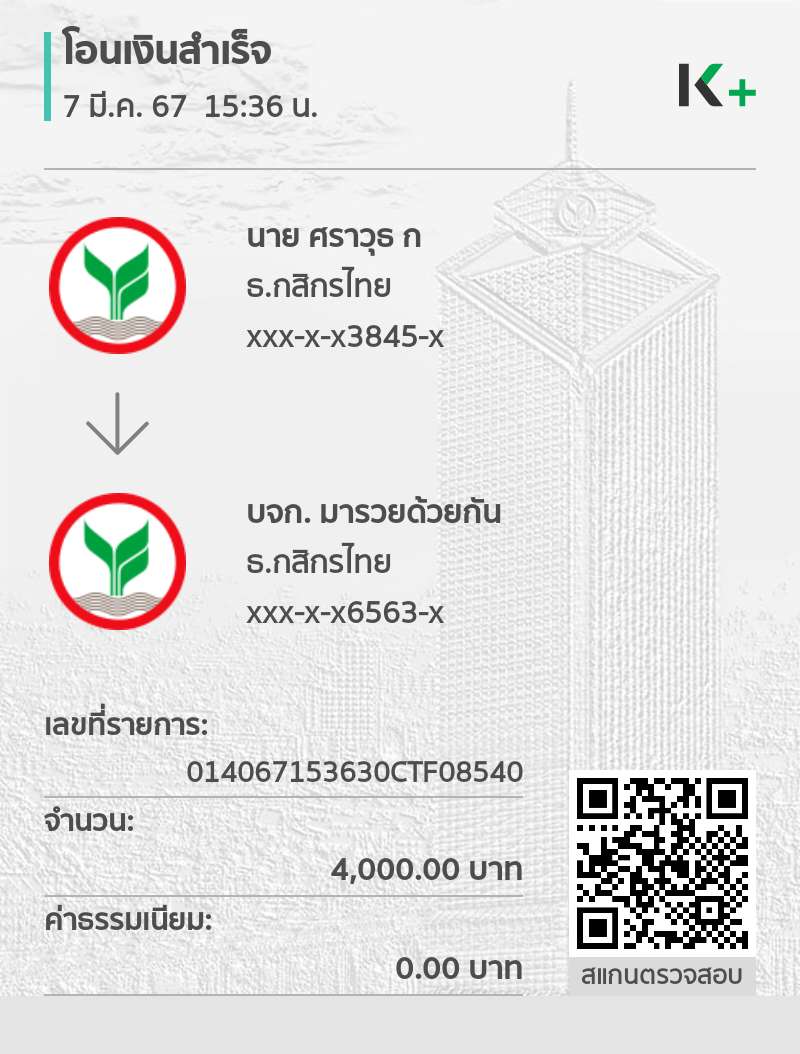 โอนเงินสำเร็จ
7 มี.ค. 67 15:36 น.
K+
นาย ศราวุธ ก
ธ.กสิกรไทย
xxx-x-x3845-x
บจก. มารวยด้วยกัน
ธ.กสิกรไทย
xxx-x-x6563-x
เลขที่รายการ:
014067153630CTF08540
จำนวน:
4,000.00 บาท
ค่าธรรมเนียม:
0.00 บาท
สแกนตรวจสอบ